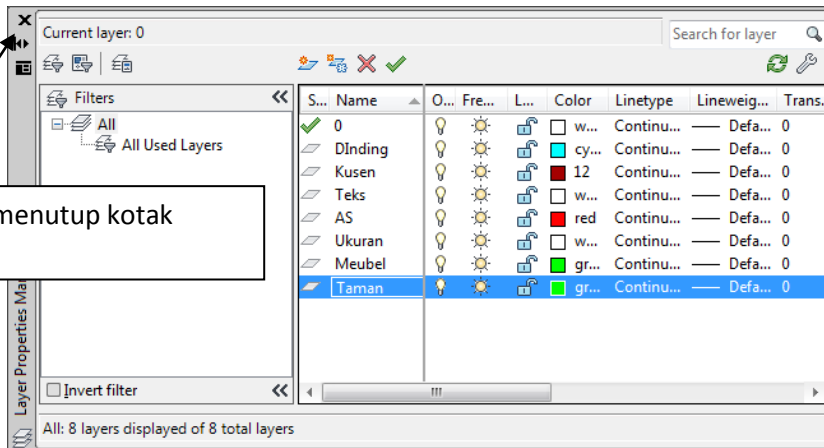 Current layer: 0
Search for layer
Filters
S... Name O... Fre... L... Color Linetype Lineweig... Trans.
All
All Used Layers
0 w... Continu... Defa... 0
DInding cy... Continu... Defa... 0
Kusen 12 Continu... Defa... 0
Teks w... Continu... Defa... 0
AS red Continu... Defa... 0
Ukuran w... Continu... Defa... 0
Meubel gr... Continu... Defa... 0
Taman gr... Continu... Defa... 0
menutup kotak
Layer Properties Ma
Invert filter
All: 8 layers displayed of 8 total layers